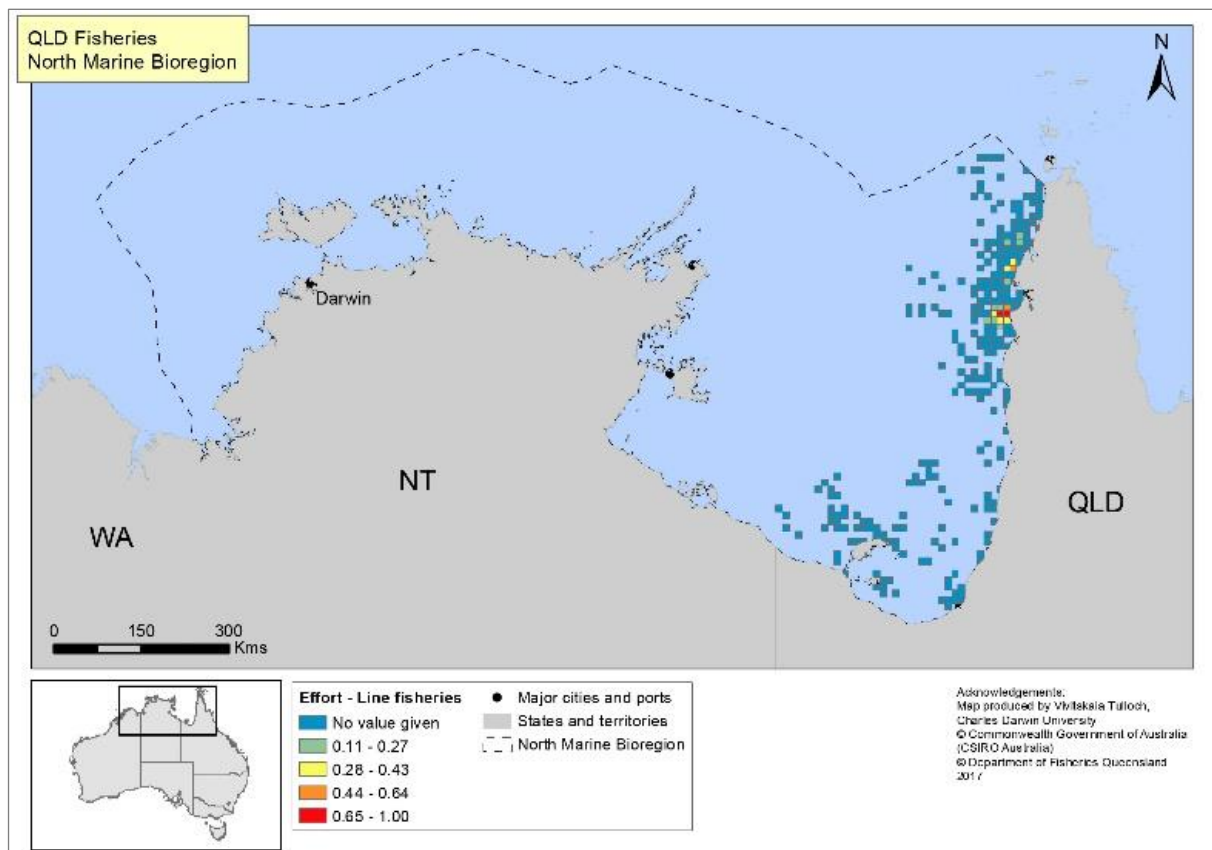 QLD Fisheries
North Marine Bioregion
N
Darwin
NT
QLD
WA
0 150 300
Kms
Effort - Line fisheries
No value given
0.11 - 0.27
0.28 - 0.43
0.44 - 0.64
0.65 - 1.00
Major cities and ports
States and territories
North Marine Bioregion
Acknowledgements:
Map produced by Vivitskaia Tulloch,
Charles Darwin University
© Commonwealth Government of Australia
(CSIRO Australia)
© Department of Fisheries Queensland
2017